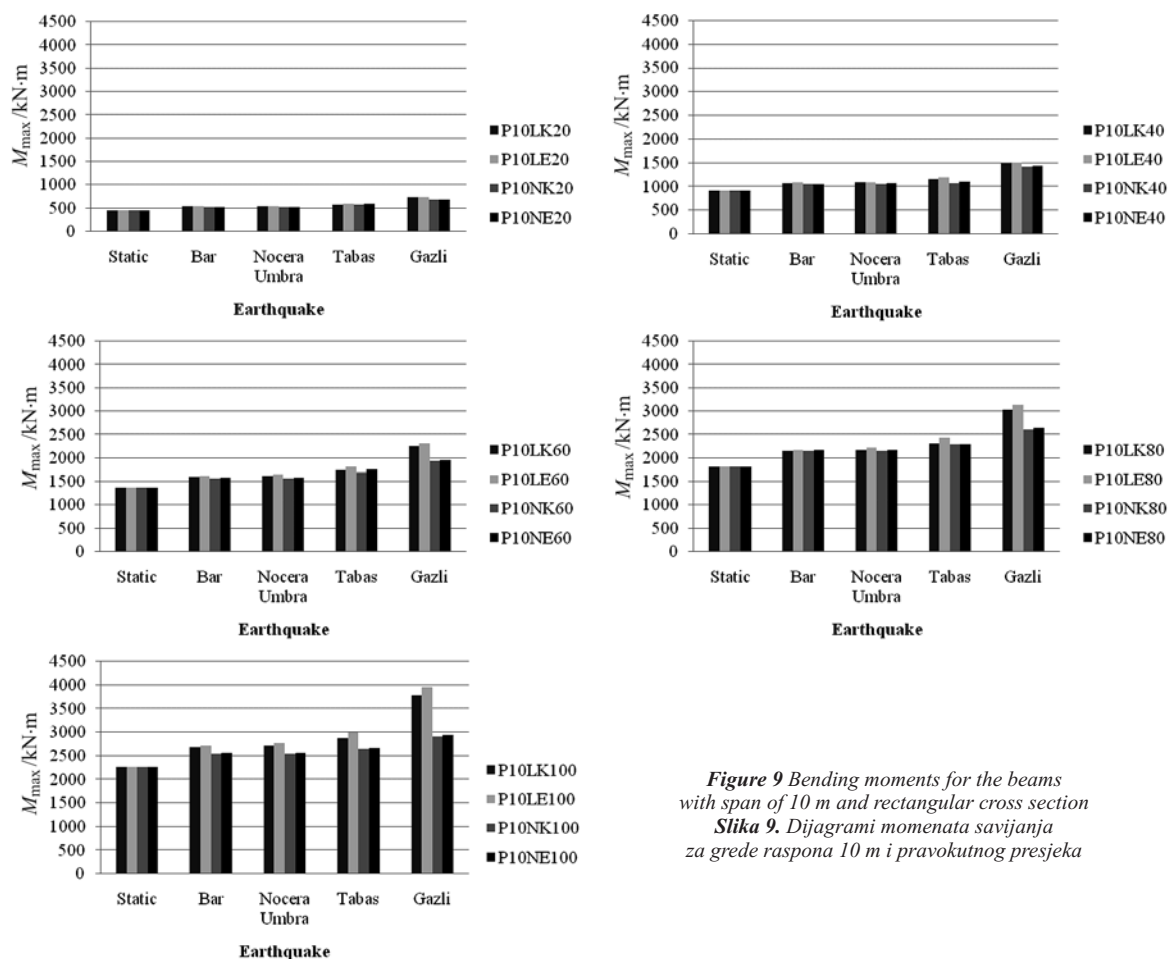 4500
4000
3500
3000
2500
2000
1500
1000
500
0
M max /kN·m
Static Bar Nocera Umbra Tabas Gazli
Earthquake
P10LK20
P10LE20
P10NK20
P10NE20
4500
4000
3500
3000
2500
2000
1500
1000
500
0
M max /kN·m
Static Bar Nocera Umbra Tabas Gazli
Earthquake
P10LK40
P10LE40
P10NK40
P10NE40
4500
4000
3500
3000
2500
2000
1500
1000
500
0
M max /kN·m
Static Bar Nocera Umbra Tabas Gazli
Earthquake
P10LK60
P10LE60
P10NK60
P10NE60
4500
4000
3500
3000
2500
2000
1500
1000
500
0
M max /kN·m
Static Bar Nocera Umbra Tabas Gazli
Earthquake
P10LK80
P10LE80
P10NK80
P10NE80
4500
4000
3500
3000
2500
2000
1500
1000
500
0
M max /kN·m
Static Bar Nocera Umbra Tabas Gazli
Earthquake
P10LK100
P10LE100
P10NK100
P10NE100
Figure 9 Bending moments for the beams
with span of 10 m and rectangular cross section
Slika 9. Dijagrami momenata savijanja
za grede raspona 10 m i pravokutnog presjeka